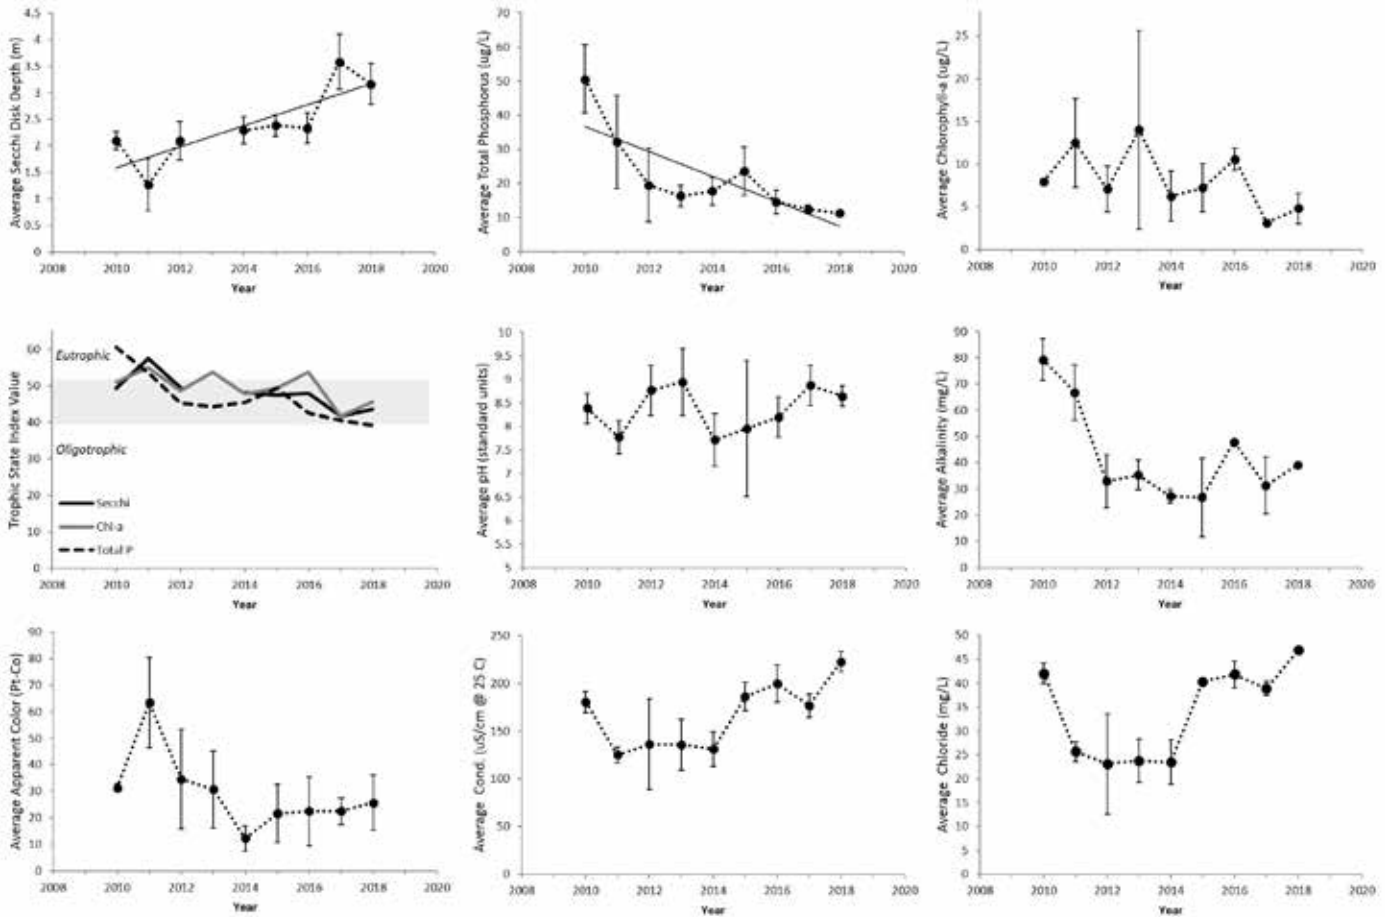 Average Secchi Disk Depth (m)
4.5
4
3.5
3
2.5
2
1.5
1
0.5
0
2008 2010 2012 2014 2016 2018 2020
Year
Average Total Phosphorus (ug/L)
70
60
50
40
30
20
10
0
2008 2010 2012 2014 2016 2018 2020
Year
Average Chlorophyll-a (ug/L)
25
20
15
10
5
0
2008 2010 2012 2014 2016 2018 2020
Year
Trophic State Index Value
60
50
40
30
20
10
0
Eutrophic
Oligotrophic
Secchi
Chl-a
Total P
2008 2010 2012 2014 2016 2018 2020
Year
Average pH (standard units)
10
9.5
9
8.5
8
7.5
7
6.5
6
5.5
5
2008 2010 2012 2014 2016 2018 2020
Year
Average Alkalinity (mg/L)
90
80
70
60
50
40
30
20
10
0
2008 2010 2012 2014 2016 2018 2020
Year
Average Apparent Color (Pt-Co)
90
80
70
60
50
40
30
20
10
0
2008 2010 2012 2014 2016 2018 2020
Year
Average Cond. (uS/cm @ 25 C)
250
200
150
100
50
0
2008 2010 2012 2014 2016 2018 2020
Year
Average Chloride (mg/L)
50
45
40
35
30
25
20
15
10
5
0
2008 2010 2012 2014 2016 2018 2020
Year